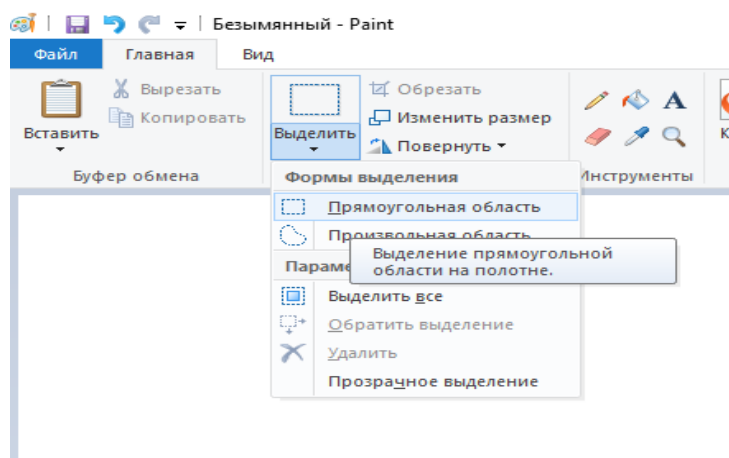 Безымянный - Paint
Файл Главная Вид
Вставить
Вырезать
Копировать
Буфер обмена
Выделить
Обрезать
Изменить размер
Повернуть
A
Инструменты
Формы выделения
Прямоугольная область
Произвольная область
Выделение прямоугольной
области на полотне.
Выделить все
Обратить выделение
Удалить
Прозрачное выделение